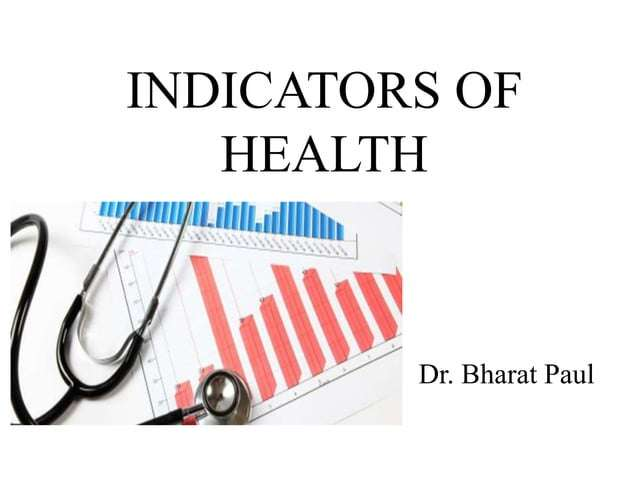 INDICATORS OF
HEALTH
Dr. Bharat Paul